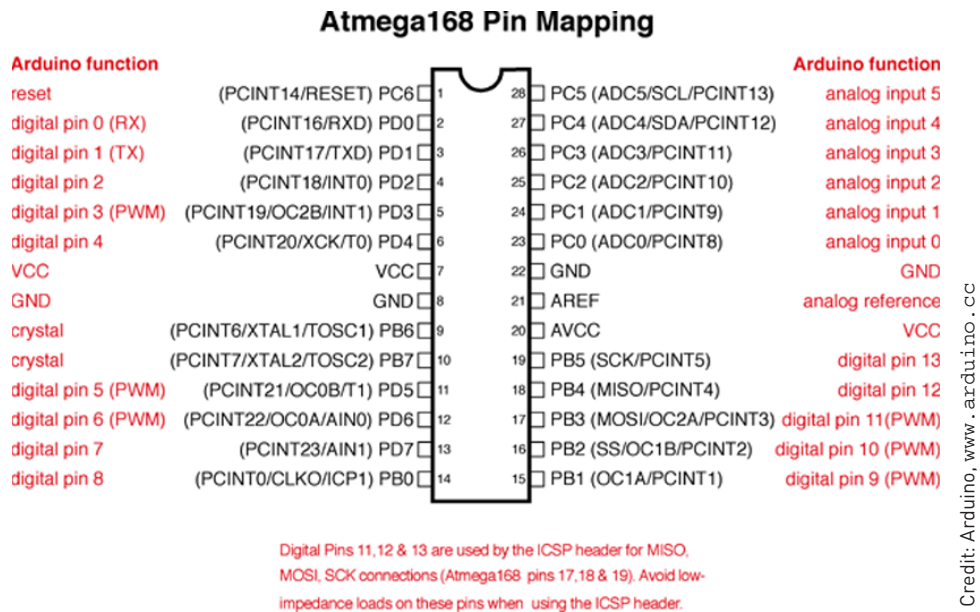 Atmega168 Pin Mapping
Arduino function Arduino function
reset (PCINT14/RESET) PC6 1 28 PC5 (ADC5/SCL/PCINT13) analog input 5
digital pin 0 (RX) (PCINT16/RXD) PD0 2 27 PC4 (ADC4/SDA/PCINT12) analog input 4
digital pin 1 (TX) (PCINT17/TXD) PD1 3 26 PC3 (ADC3/PCINT11) analog input 3
digital pin 2 (PCINT18/INT0) PD2 4 25 PC2 (ADC2/PCINT10) analog input 2
digital pin 3 (PWM) (PCINT19/OC2B/INT1) PD3 5 24 PC1 (ADC1/PCINT9) analog input 1
digital pin 4 (PCINT20/XCK/T0) PD4 6 23 PC0 (ADC0/PCINT8) analog input 0
VCC VCC 7 22 GND GND
GND GND 8 21 AREF analog reference
crystal (PCINT6/XTAL1/TOSC1) PB6 9 20 AVCC VCC
crystal (PCINT7/XTAL2/TOSC2) PB7 10 19 PB5 (SCK/PCINT5) digital pin 13
digital pin 5 (PWM) (PCINT21/OC0B/T1) PD5 11 18 PB4 (MISO/PCINT4) digital pin 12
digital pin 6 (PWM) (PCINT22/OC0A/AIN0) PD6 12 17 PB3 (MOSI/OC2A/PCINT3) digital pin 11(PWM)
digital pin 7 (PCINT23/AIN1) PD7 13 16 PB2 (SS/OC1B/PCINT2) digital pin 10 (PWM)
digital pin 8 (PCINT0/CLKO/ICP1) PB0 14 15 PB1 (OC1A/PCINT1) digital pin 9 (PWM)
Digital Pins 11,12 & 13 are used by the ICSP header for MISO,
MOSI, SCK connections (Atmega168 pins 17,18 & 19). Avoid low-
impedance loads on these pins when using the ICSP header.
Credit: Arduino, www.arduino.cc